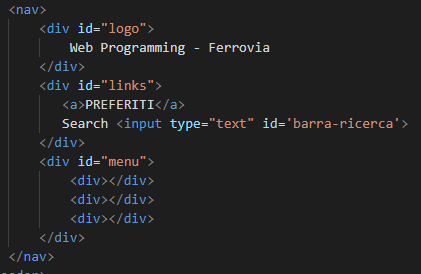 <nav>
<div id="logo">
Web Programming - Ferrovia
</div>
<div id="links">
<a>PREFERITI</a>
Search <input type="text" id='barra-ricerca'>
</div>
<div id="menu">
<div></div>
<div></div>
<div></div>
</div>
</nav>